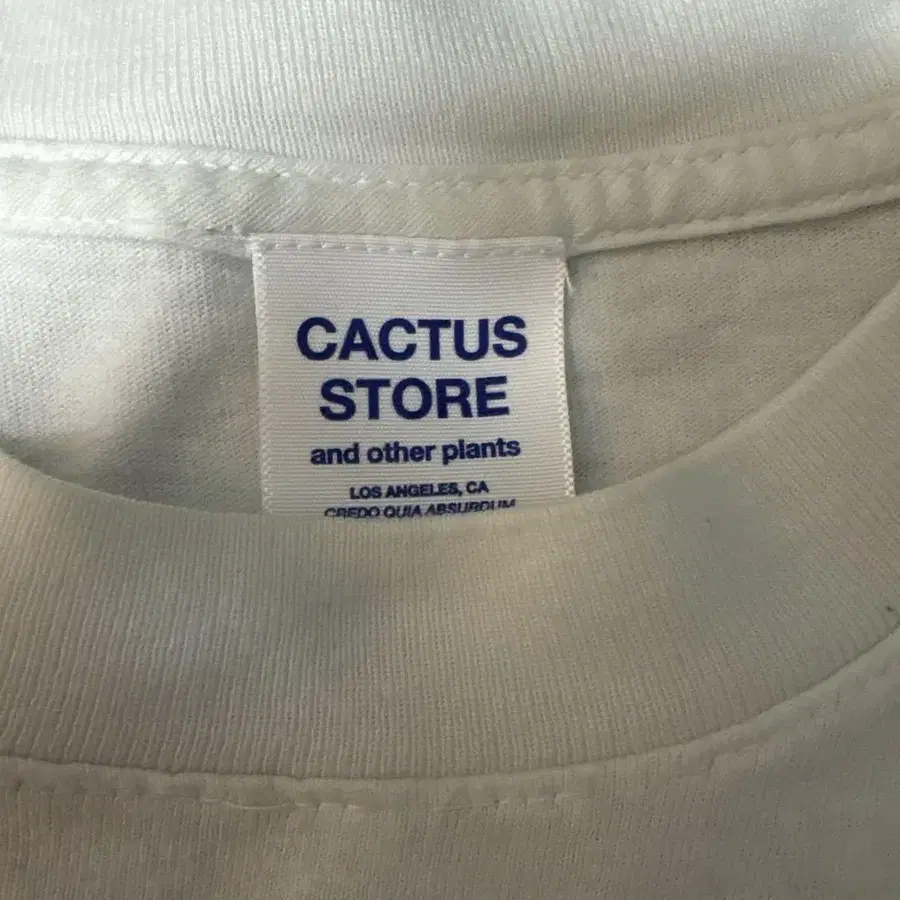 CACTUS
STORE
and other plants
LOS ANGELES, CA
CREDO QUIA ABSURDUM